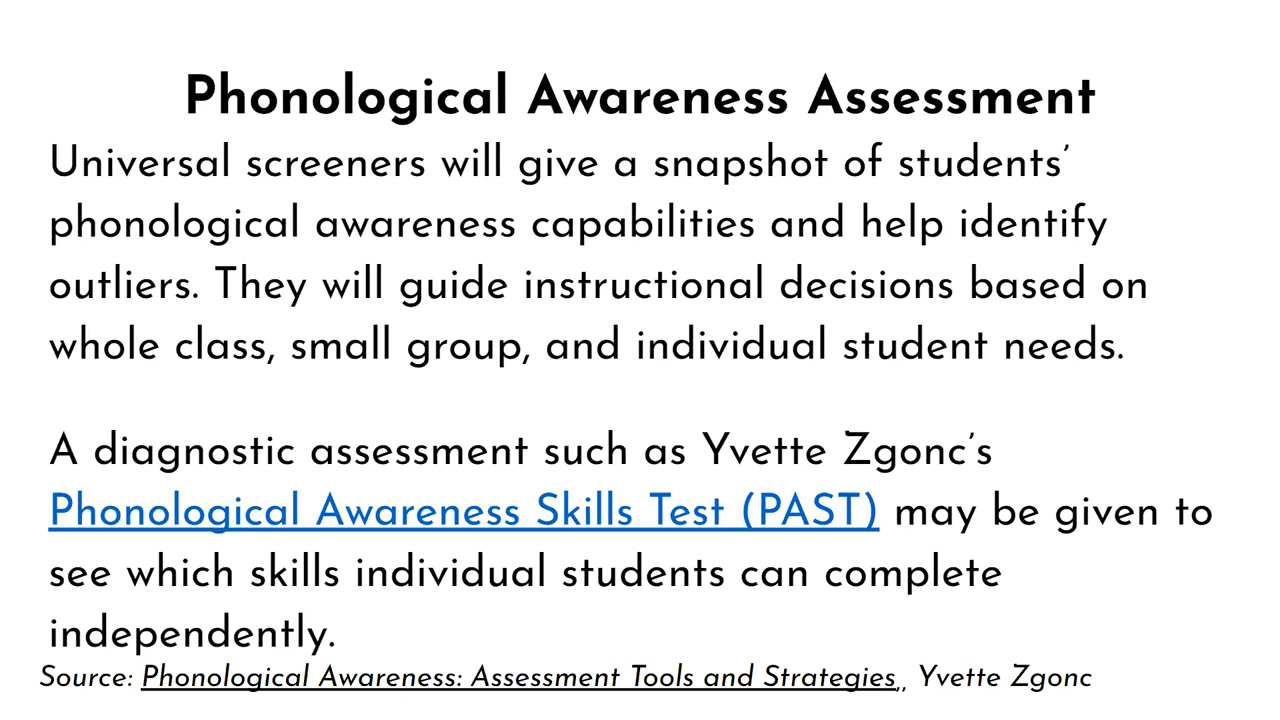 Phonological Awareness Assessment
Universal screeners will give a snapshot of students’
phonological awareness capabilities and help identify
outliers. They will guide instructional decisions based on
whole class, small group, and individual student needs.
A diagnostic assessment such as Yvette Zgonc’s
Phonological Awareness Skills Test (PAST) may be given to
see which skills individual students can complete
independently.
Source: Phonological Awareness: Assessment Tools and Strategies,, Yvette Zgonc